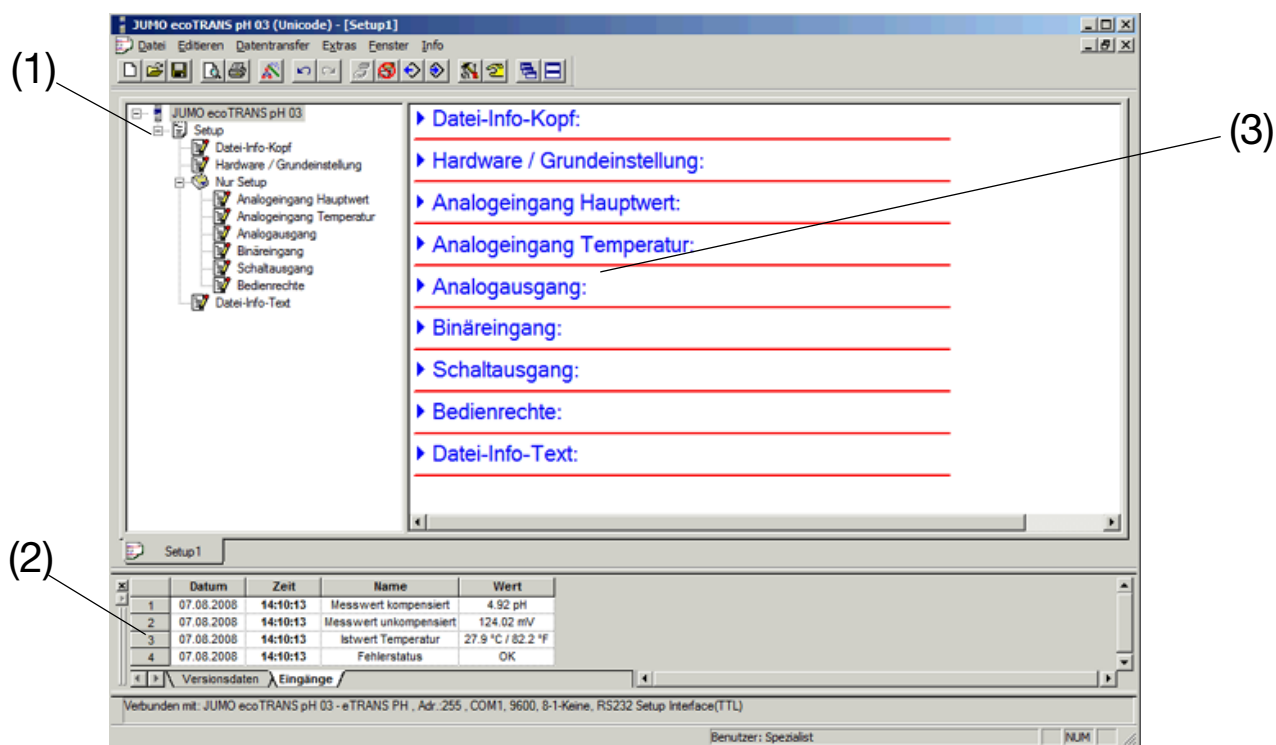 JUMO ecoTRANS pH 03 (Unicode) - [Setup1]
Datei Editieren Datentransfer Extras Fenster Info
(1)
JUMO ecoTRANS pH 03
Setup
Datei-Info-Kopf
Hardware / Grundeinstellung
Nur Setup
Analogeingang Hauptwert
Analogeingang Temperatur
Analogausgang
Binäreingang
Schaltausgang
Bedienrechte
Datei-Info-Text
Datei-Info-Kopf:
Hardware / Grundeinstellung:
Analogeingang Hauptwert:
Analogeingang Temperatur:
Analogausgang:
Binäreingang:
Schaltausgang:
Bedienrechte:
Datei-Info-Text:
(3)
Setup1
(2)
Datum Zeit Name Wert
1 07.08.2008 14:10:13 Messwert kompensiert 4.92 pH
2 07.08.2008 14:10:13 Messwert unkompensiert 124.02 mV
3 07.08.2008 14:10:13 Istwert Temperatur 27.9 °C / 82.2 °F
4 07.08.2008 14:10:13 Fehlerstatus OK
Versionsdaten Eingänge
Verbunden mit: JUMO ecoTRANS pH 03 - eTRANS PH , Adr.:255 , COM1, 9600, 8-1-Keine, RS232 Setup Interface(TTL)
Benutzer: Spezialist NUM